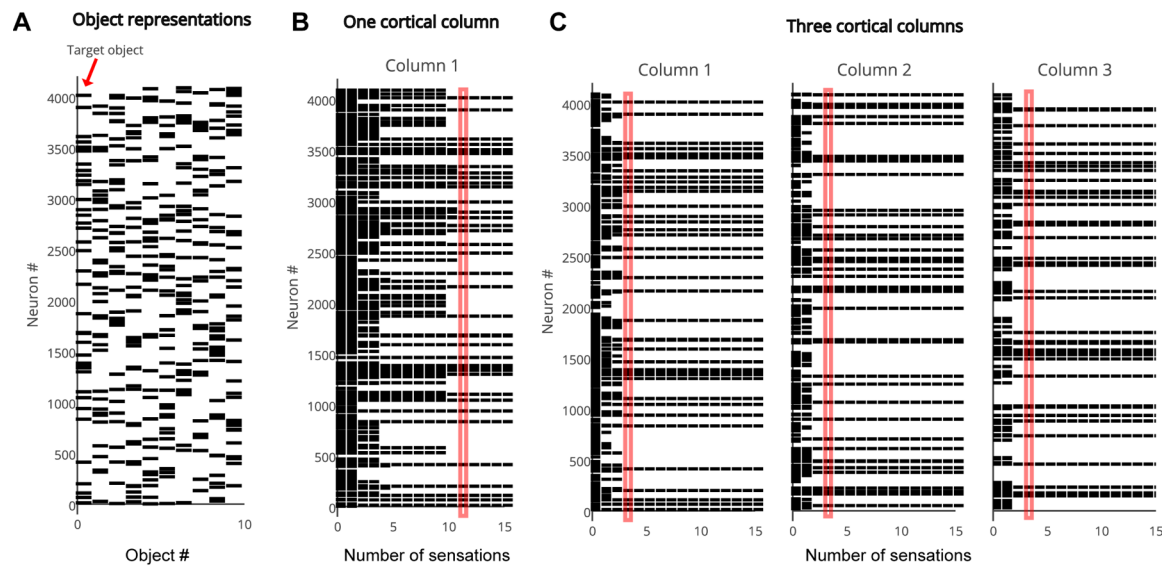 A
Object representations
Target object
Neuron #
4000
3500
3000
2500
2000
1500
1000
500
0
0
10
Object #
B
One cortical column
Column 1
4000
3500
3000
2500
2000
1500
1000
500
0
0
5
10
15
Number of sensations
C
Three cortical columns
Column 1
Column 2
Column 3
Neuron #
4000
3500
3000
2500
2000
1500
1000
500
0
0
5
10
15
0
5
10
15
0
5
10
15
Number of sensations